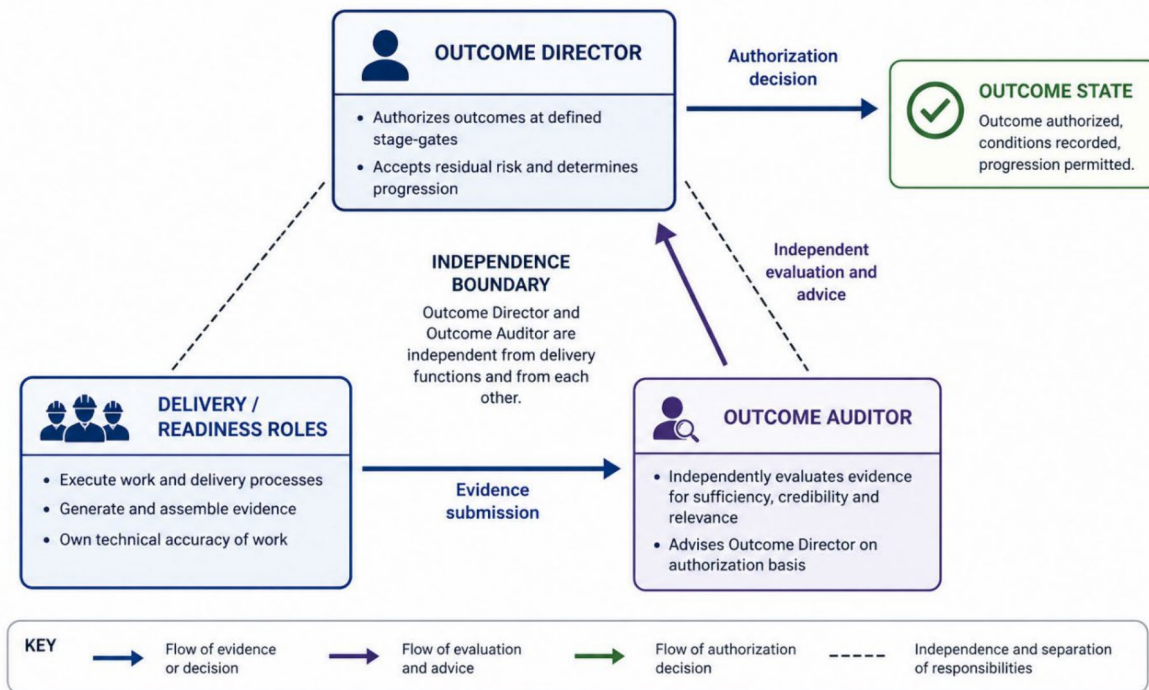 OUTCOME DIRECTOR
• Authorizes outcomes at defined
stage-gates
• Accepts residual risk and determines
progression
Authorization
decision
OUTCOME STATE
Outcome authorized,
conditions recorded,
progression permitted.
INDEPENDENCE
BOUNDARY
Outcome Director and
Outcome Auditor are
independent from delivery
functions and from each
other.
Independent
evaluation and
advice
DELIVERY /
READINESS ROLES
• Execute work and delivery processes
• Generate and assemble evidence
• Own technical accuracy of work
Evidence
submission
OUTCOME AUDITOR
• Independently evaluates evidence
for sufficiency, credibility and
relevance
• Advises Outcome Director on
authorization basis
KEY
Flow of evidence
or decision
Flow of evaluation
and advice
Flow of authorization
decision
Independence and separation
of responsibilities